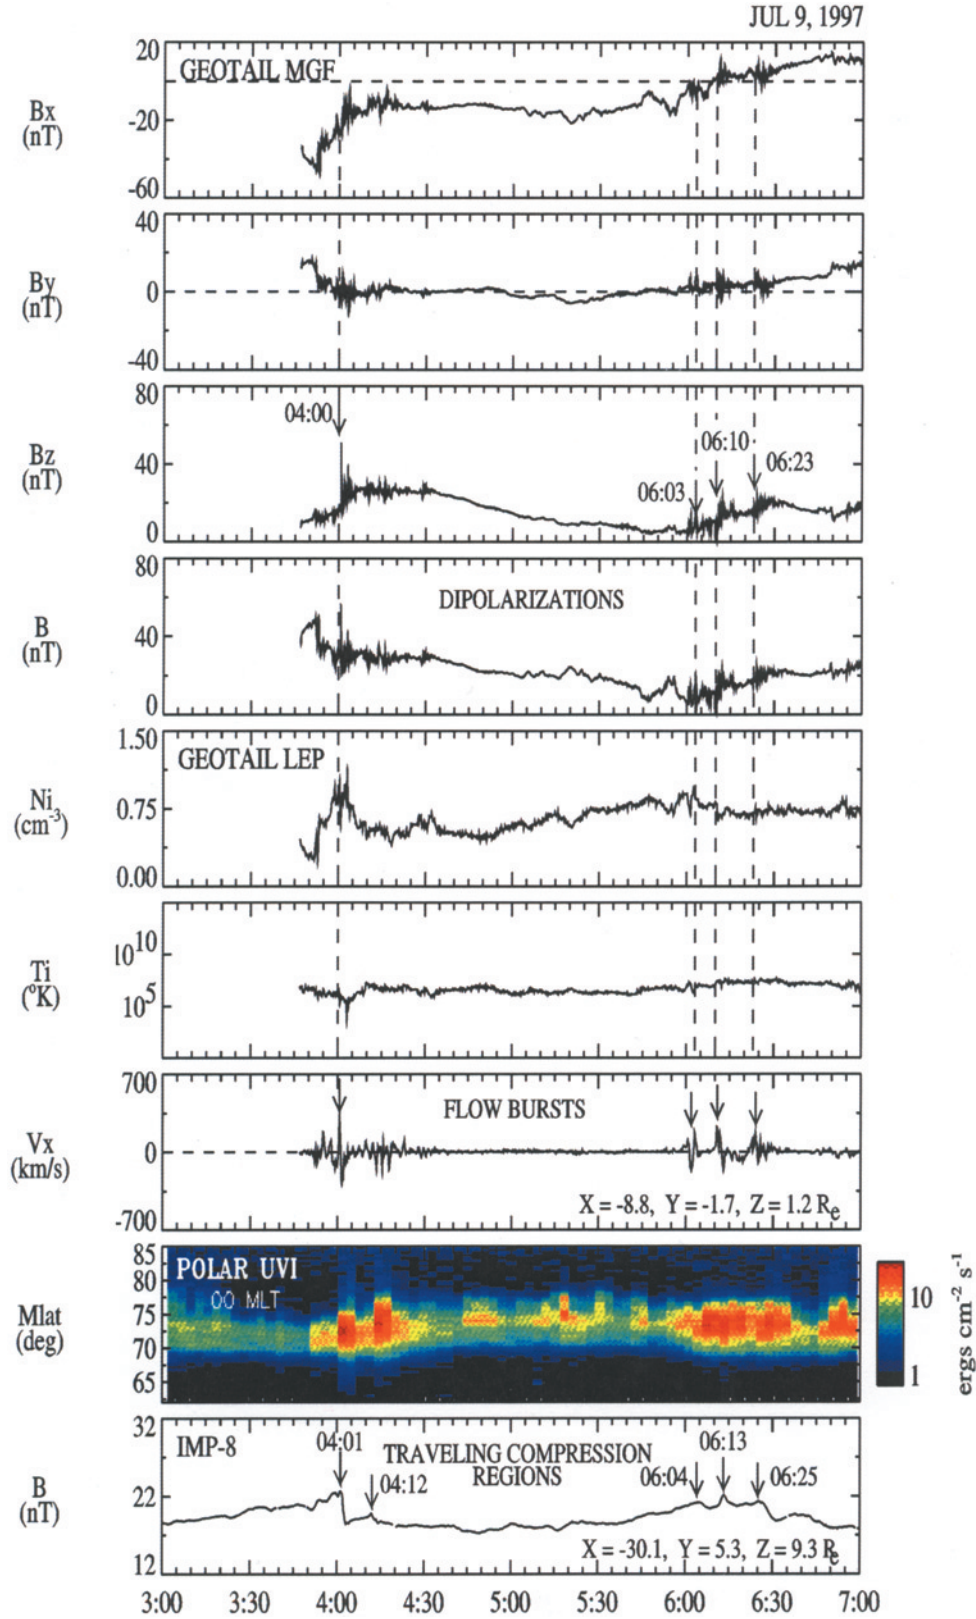 JUL 9, 1997
20
GEOTAIL MGF
Bx
(nT)
-20
-60
40
By
(nT)
0
-40
80
04:00
Bz
(nT)
40
06:10
06:23
06:03
0
80
DIPOLARIZATIONS
B
(nT)
40
0
1.50
GEOTAIL LEP
Ni
(cm⁻³)
0.75
0.00
10¹⁰
Ti
(°K)
10⁵
700
FLOW BURSTS
Vx
(km/s)
0
X = -8.8, Y = -1.7, Z = 1.2 Re
-700
85
POLAR UVI
80
00 MLT
75
Mlat
(deg)
70
65
10
1
ergs cm⁻² s⁻¹
32
IMP-8
04:01
TRAVELING COMPRESSION
REGIONS
06:13
04:12
06:04
06:25
B
(nT)
22
X = -30.1, Y = 5.3, Z = 9.3 Re
12
3:00 3:30 4:00 4:30 5:00 5:30 6:00 6:30 7:00